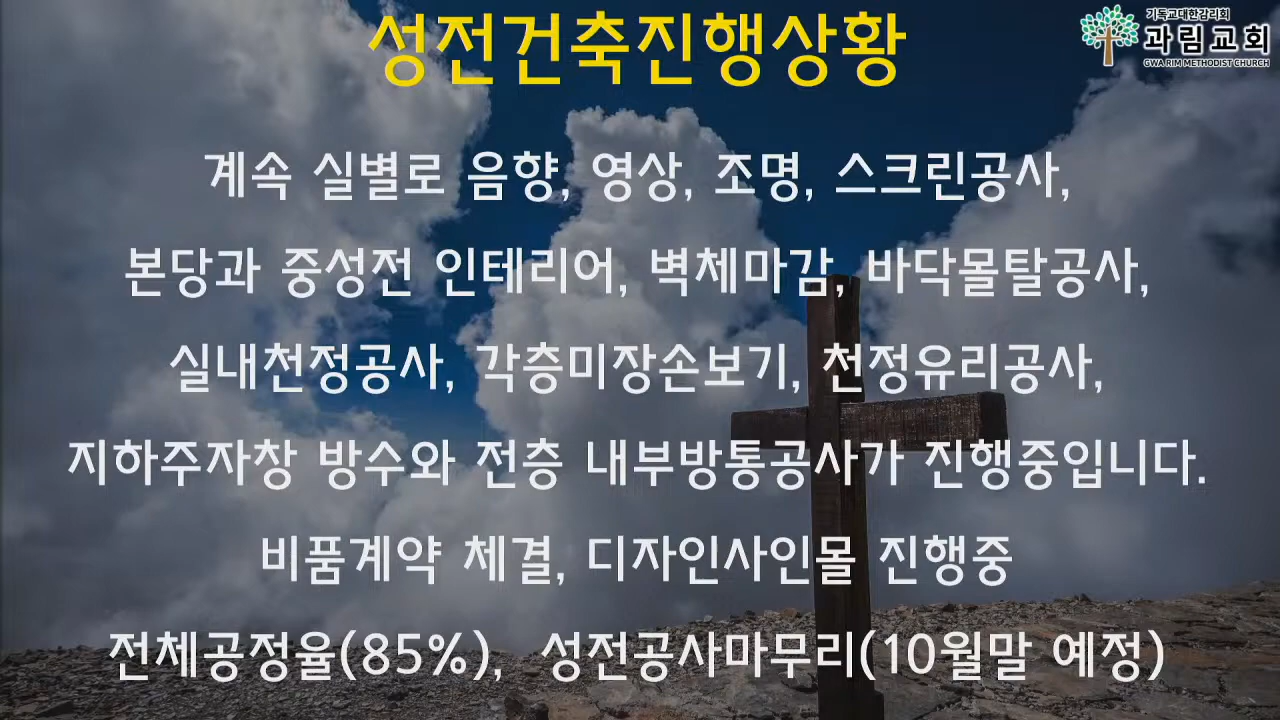 성전건축진행상황
기독교대한감리회
과림교회
GWA RIM METHODIST CHURCH
계속 실별로 음향, 영상, 조명, 스크린공사,
본당과 중성전 인테리어, 벽체마감, 바닥몰탈공사,
실내천정공사, 각층미장손보기, 천정유리공사,
지하주자창 방수와 전층 내부방통공사가 진행중입니다.
비품계약 체결, 디자인사인몰 진행중
전체공정율(85%), 성전공사마무리(10월말 예정)